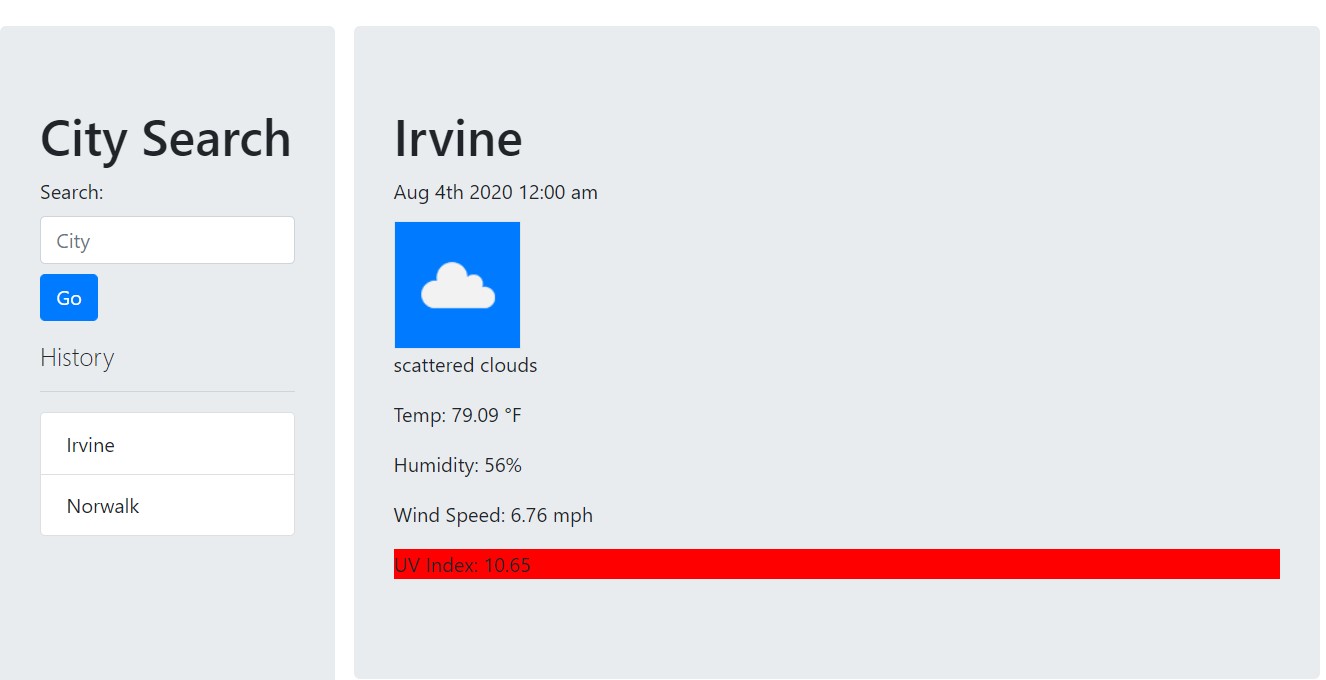 City Search
Search:
City
Go
History
Irvine
Norwalk
Irvine
Aug 4th 2020 12:00 am
scattered clouds
Temp: 79.09 °F
Humidity: 56%
Wind Speed: 6.76 mph
UV Index: 10.65